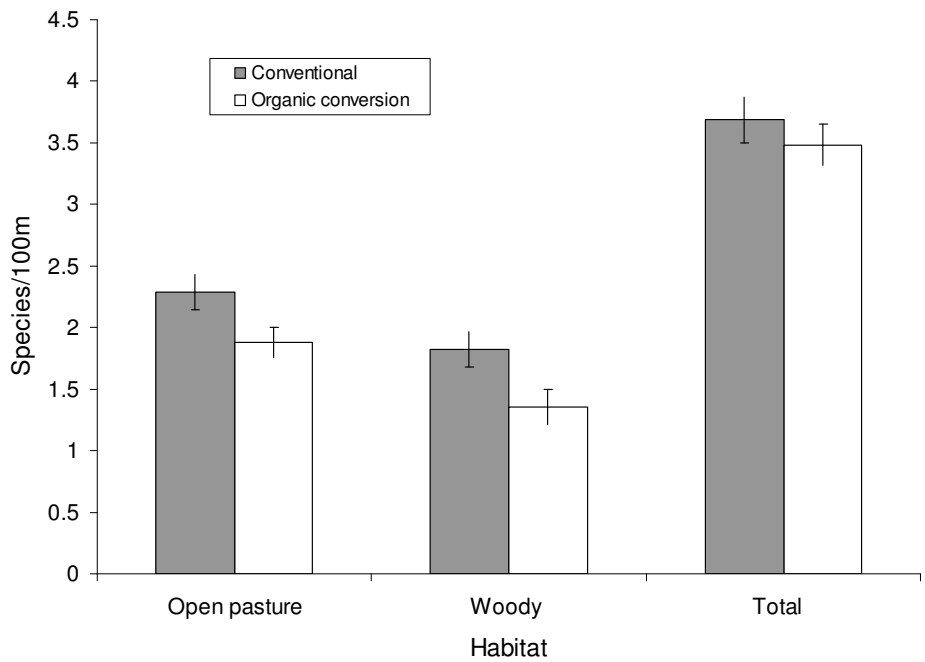 4.5
4
3.5
3
2.5
2
1.5
1
0.5
0
Species/100m
Conventional
Organic conversion
Open pasture
Woody
Total
Habitat